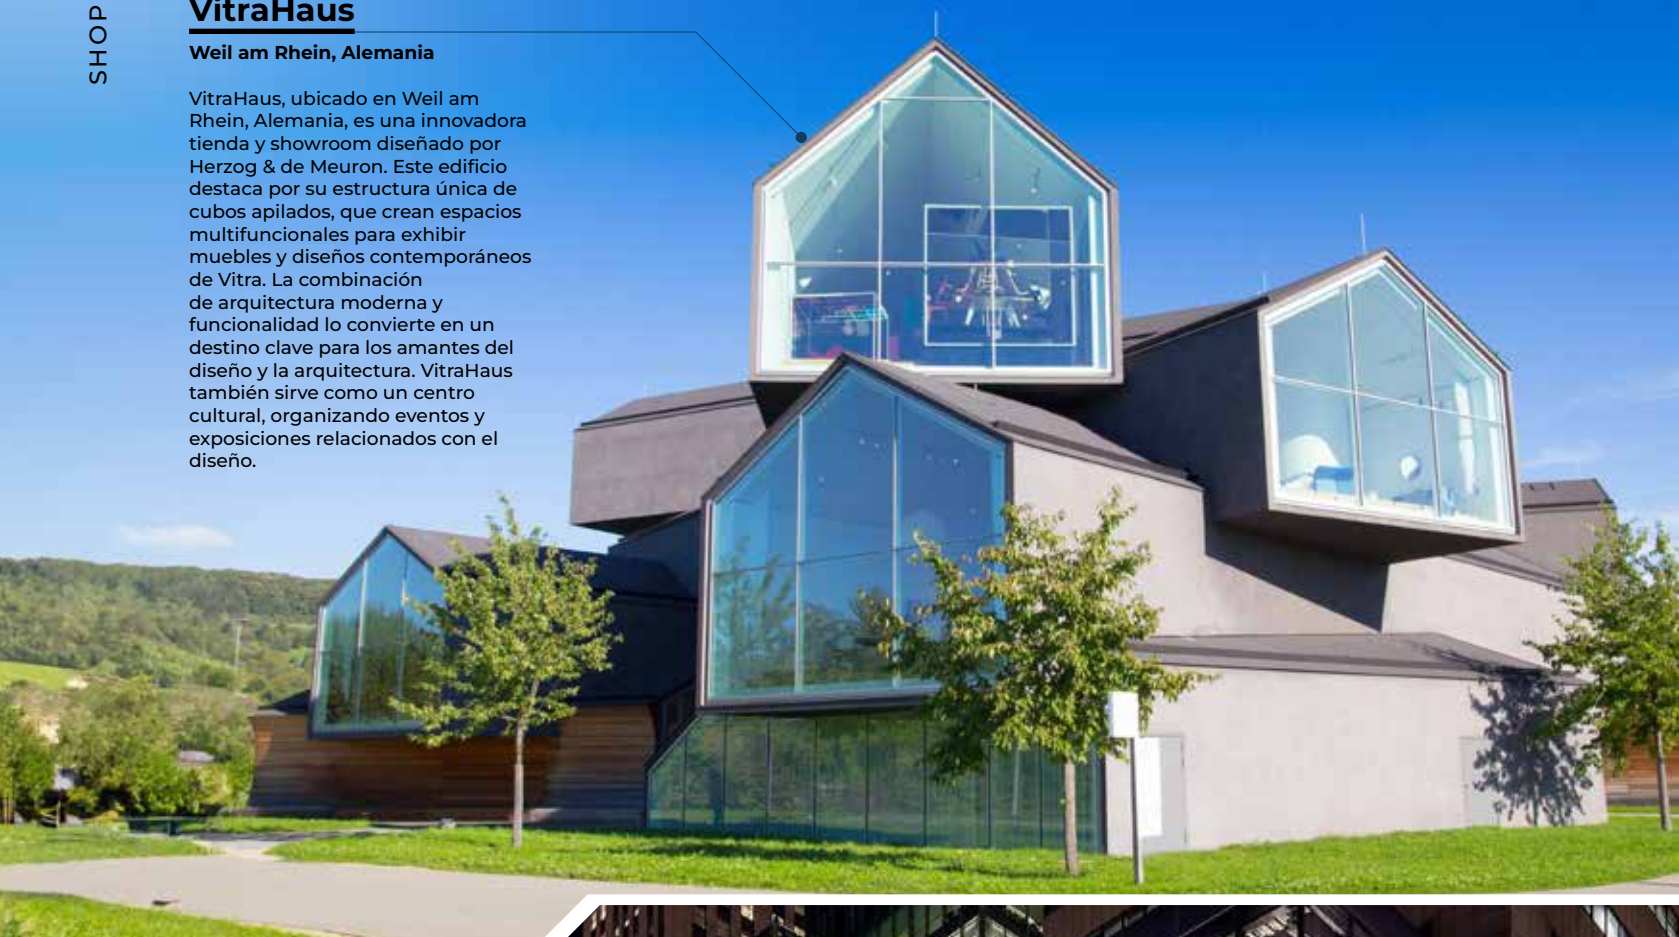 SHOP
VitraHaus
Weil am Rhein, Alemania
VitraHaus, ubicado en Weil am
Rhein, Alemania, es una innovadora
tienda y showroom diseñado por
Herzog & de Meuron. Este edificio
destaca por su estructura única de
cubos apilados, que crean espacios
multifuncionales para exhibir
muebles y diseños contemporáneos
de Vitra. La combinación
de arquitectura moderna y
funcionalidad lo convierte en un
destino clave para los amantes del
diseño y la arquitectura. VitraHaus
también sirve como un centro
cultural, organizando eventos y
exposiciones relacionados con el
diseño.